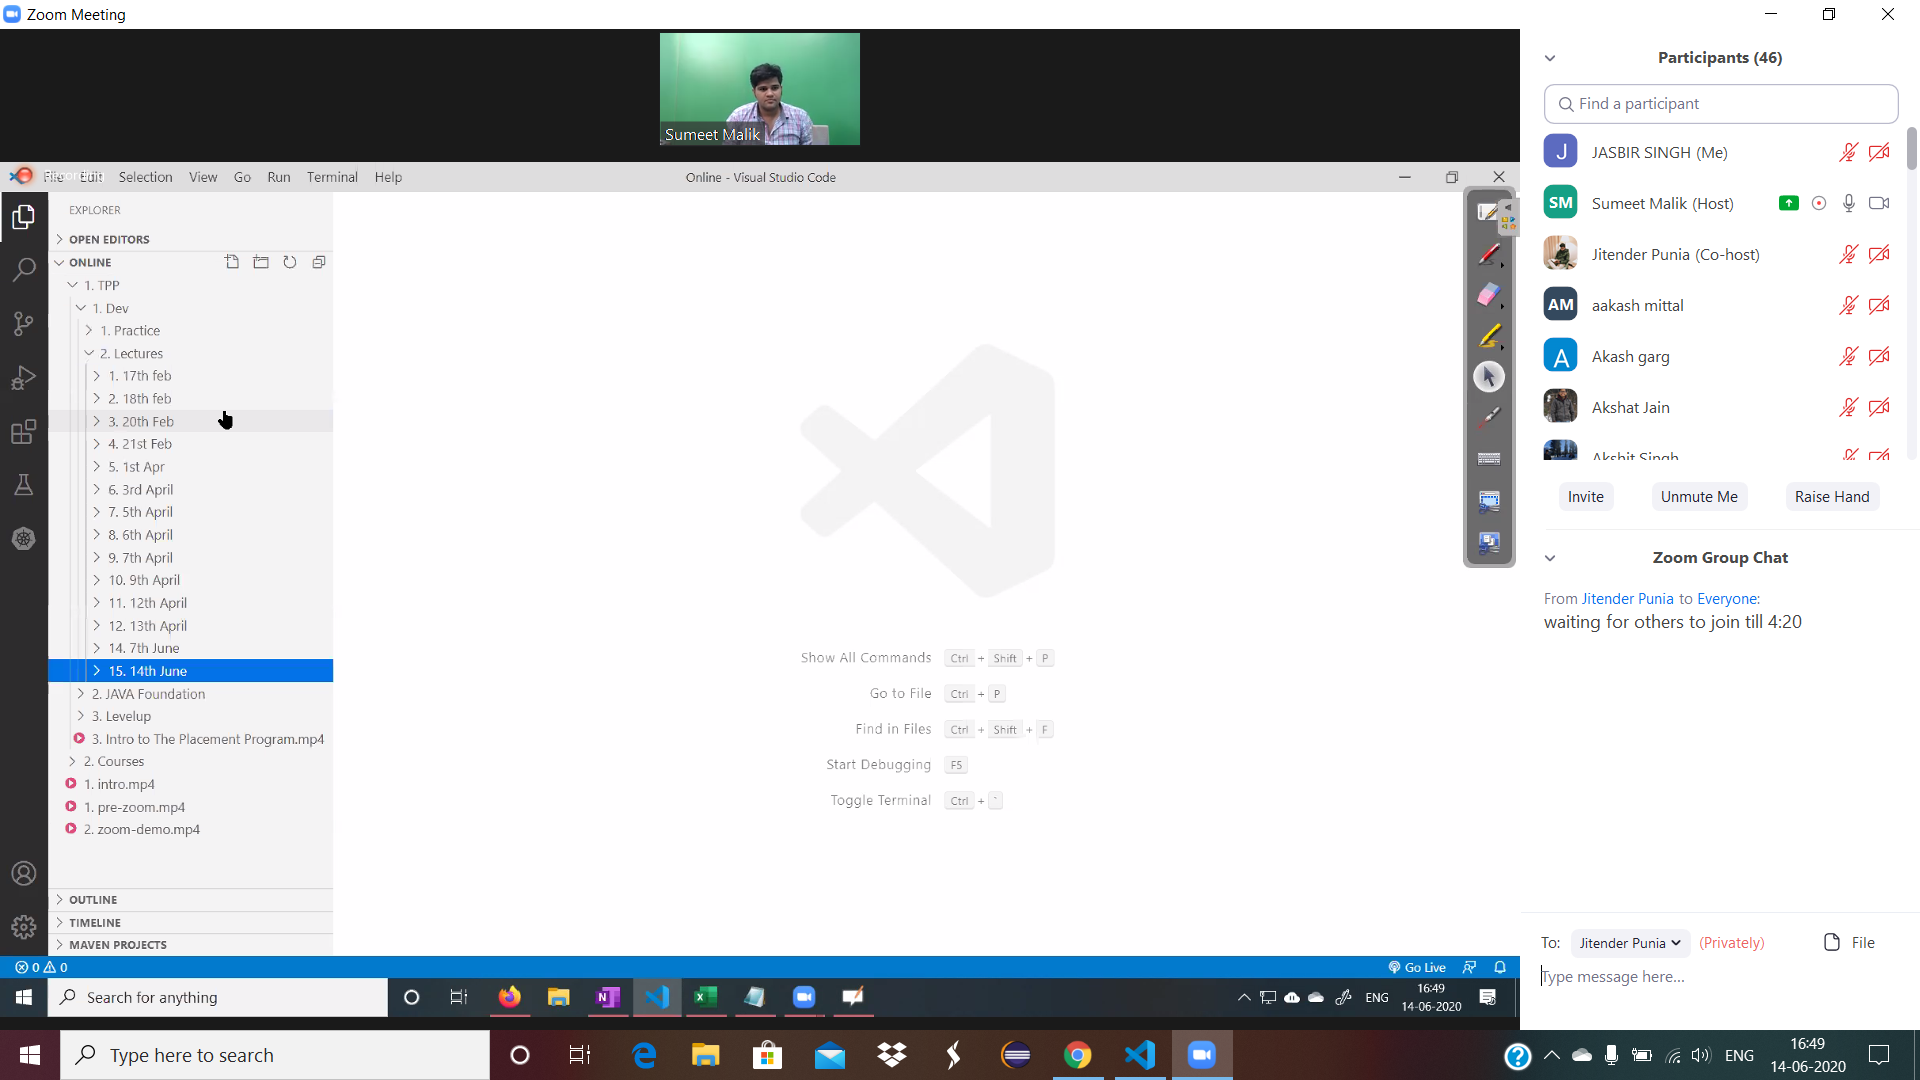 Zoom Meeting
Sumeet Malik
File Edit Selection View Go Run Terminal Help
Online - Visual Studio Code
EXPLORER
OPEN EDITORS
ONLINE
1. TPP
1. Dev
1. Practice
2. Lectures
1. 17th feb
2. 18th feb
3. 20th Feb
4. 21st Feb
5. 1st Apr
6. 3rd April
7. 5th April
8. 6th April
9. 7th April
10. 9th April
11. 12th April
12. 13th April
14. 7th June
15. 14th June
2. JAVA Foundation
3. Levelup
3. Intro to The Placement Program.mp4
2. Courses
1. intro.mp4
1. pre-zoom.mp4
2. zoom-demo.mp4
OUTLINE
TIMELINE
MAVEN PROJECTS
Show All Commands Ctrl + Shift + P
Go to File Ctrl + P
Find in Files Ctrl + Shift + F
Start Debugging F5
Toggle Terminal Ctrl + `
0 0
Go Live
Search for anything
ENG
16:49
14-06-2020
Participants (46)
Find a participant
J JASBIR SINGH (Me)
SM Sumeet Malik (Host)
Jitender Punia (Co-host)
AM aakash mittal
A Akash garg
Akshat Jain
Akshit Singh
Invite Unmute Me Raise Hand
Zoom Group Chat
From Jitender Punia to Everyone:
waiting for others to join till 4:20
To: Jitender Punia (Privately) File
Type message here...
Type here to search
ENG
16:49
14-06-2020